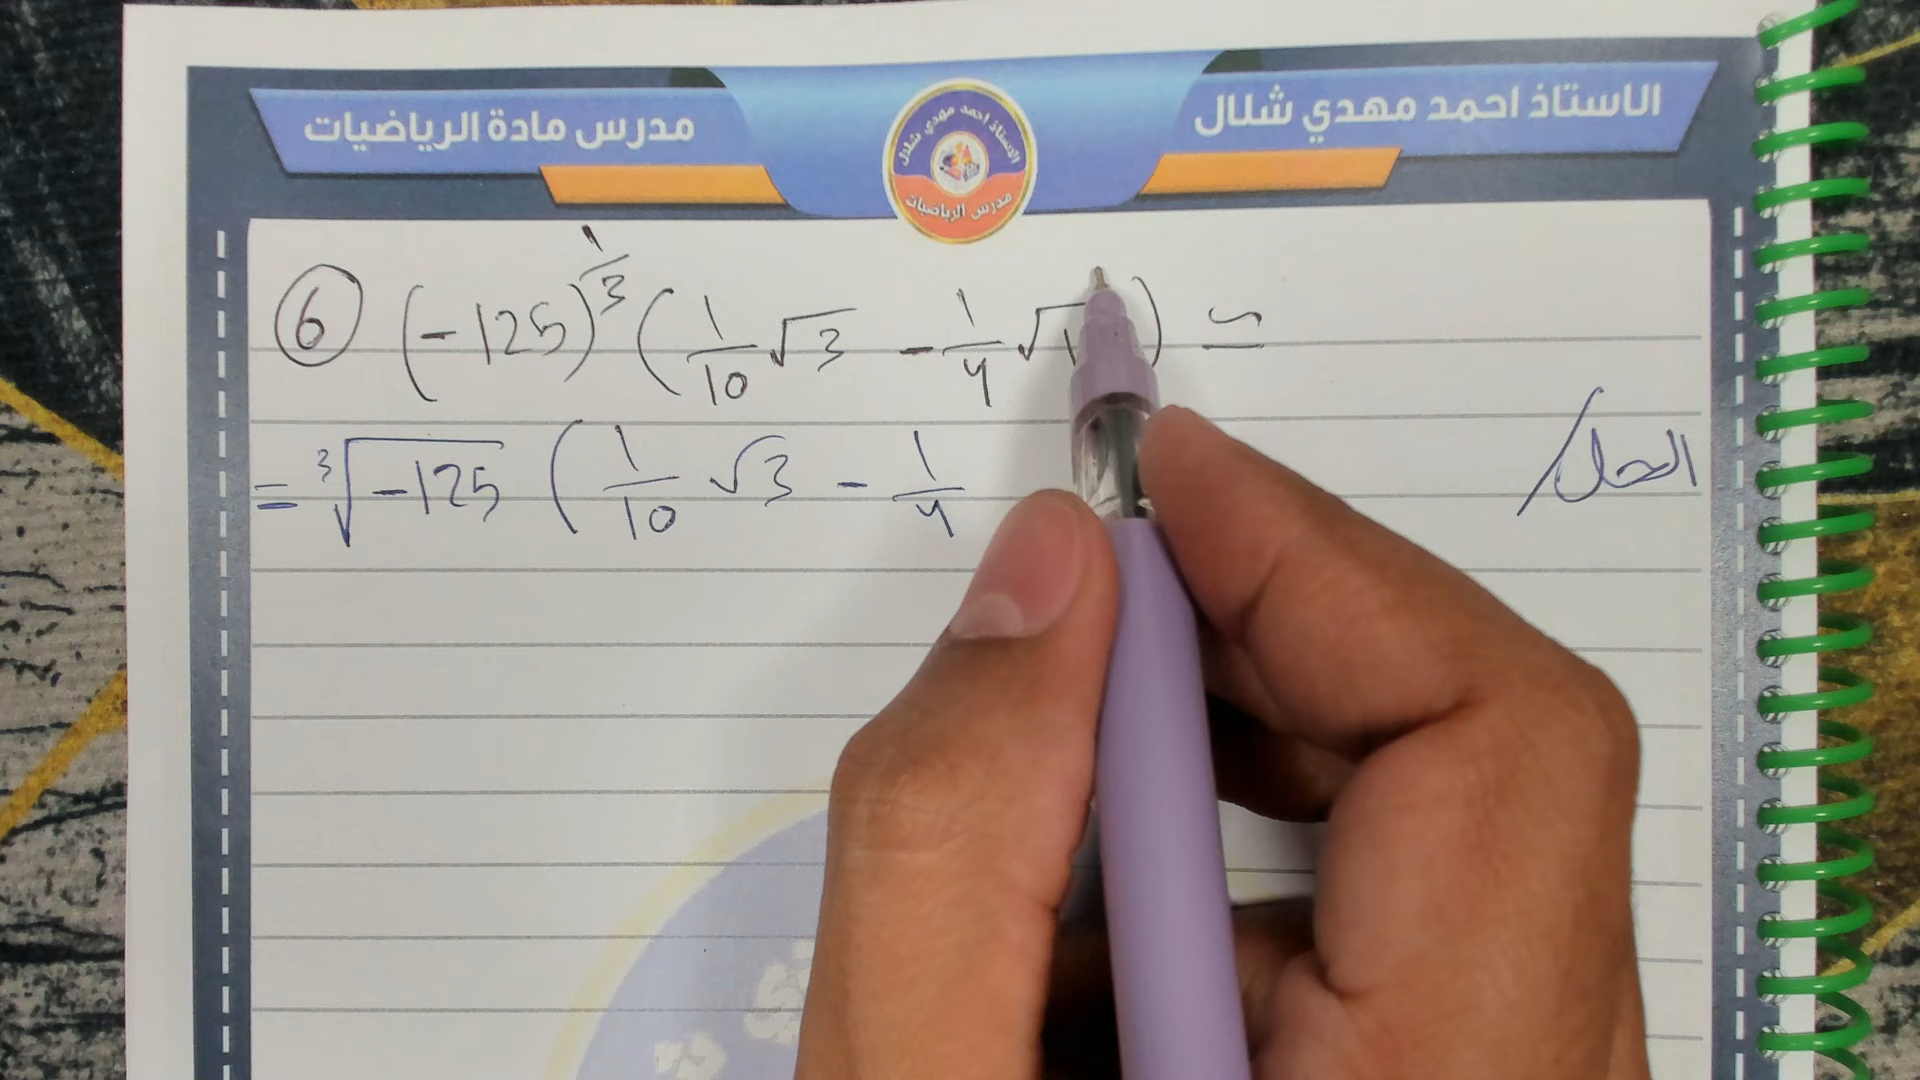 الاستاذ احمد مهدي شلال
مدرس مادة الرياضيات
الاستاذ احمد مهدي شلال
مدرس الرياضيات
6 (-125)^(1/3) (1/10 √3 - 1/4 √1 ) ≃
الحل
= ∛-125 (1/10 √3 - 1/4